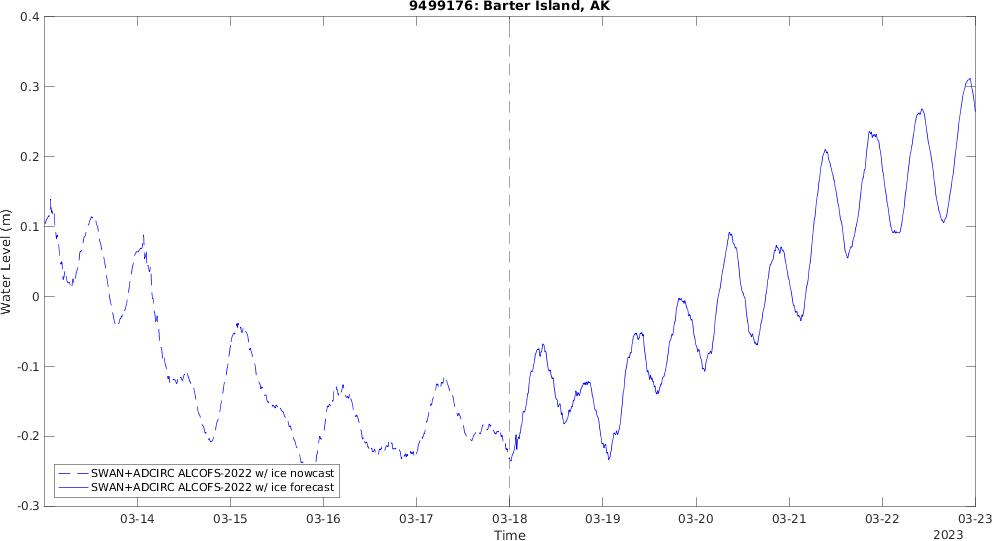 9499176: Barter Island, AK
0.4
0.3
0.2
0.1
0
-0.1
-0.2
-0.3
Water Level (m)
SWAN+ADCIRC ALCOFS-2022 w/ ice nowcast
SWAN+ADCIRC ALCOFS-2022 w/ ice forecast
03-14 03-15 03-16 03-17 03-18 03-19 03-20 03-21 03-22 03-23
Time
2023